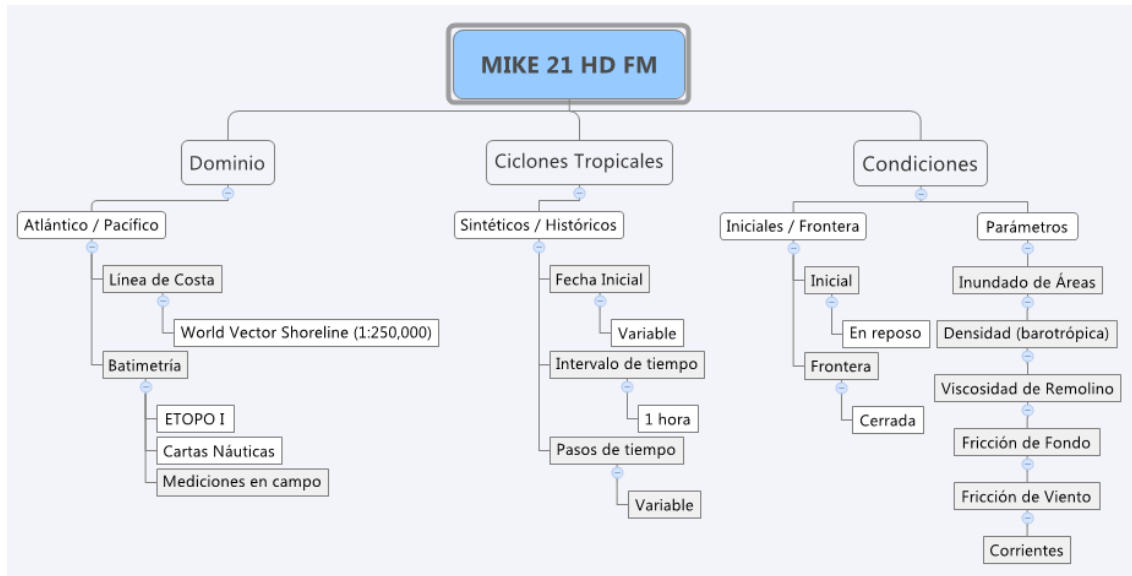 MIKE 21 HD FM
Dominio
Atlántico / Pacífico
Línea de Costa
World Vector Shoreline (1:250,000)
Batimetría
ETOPO I
Cartas Náuticas
Mediciones en campo
Ciclones Tropicales
Sintéticos / Históricos
Fecha Inicial
Variable
Intervalo de tiempo
1 hora
Pasos de tiempo
Variable
Condiciones
Iniciales / Frontera
Inicial
En reposo
Frontera
Cerrada
Parámetros
Inundado de Áreas
Densidad (barotrópica)
Viscosidad de Remolino
Fricción de Fondo
Fricción de Viento
Corrientes